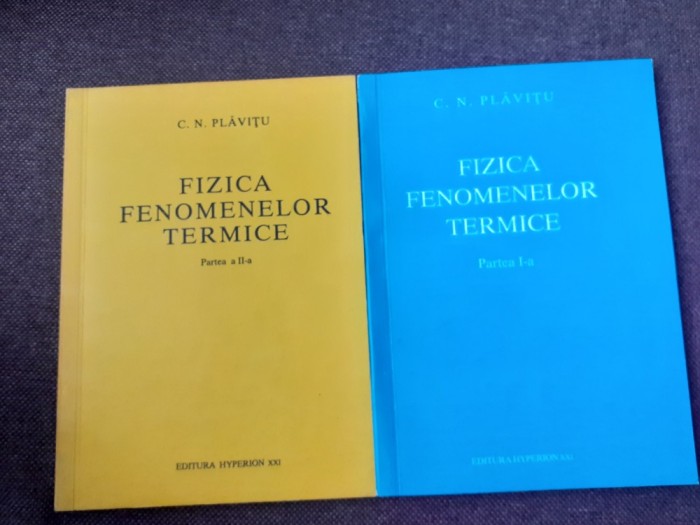 C. N. PLĂVIŢU
FIZICA
FENOMENELOR
TERMICE
Partea a II-a
EDITURA HYPERION XXI
C. N. PLĂVIŢU
FIZICA
FENOMENELOR
TERMICE
Partea I-a
EDITURA HYPERION XXI